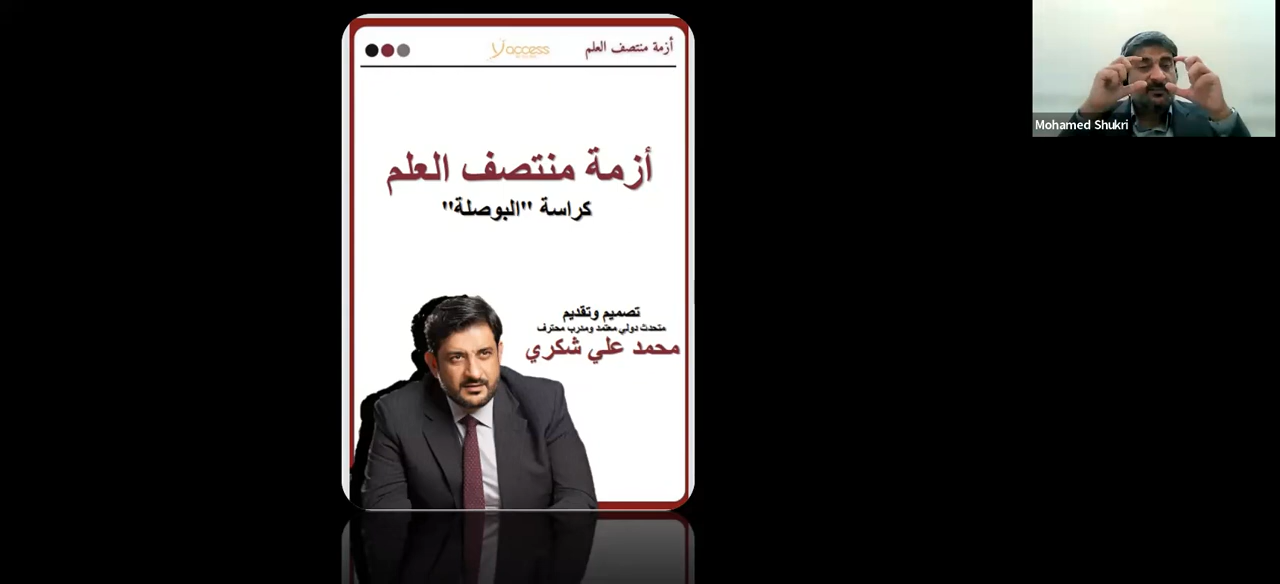 أزمة منتصف العلم
access
أزمة منتصف العلم
كراسة "البوصلة"
تصميم وتقديم
متحدث دولي معتمد ومدرب محترف
محمد علي شكري
Mohamed Shukri